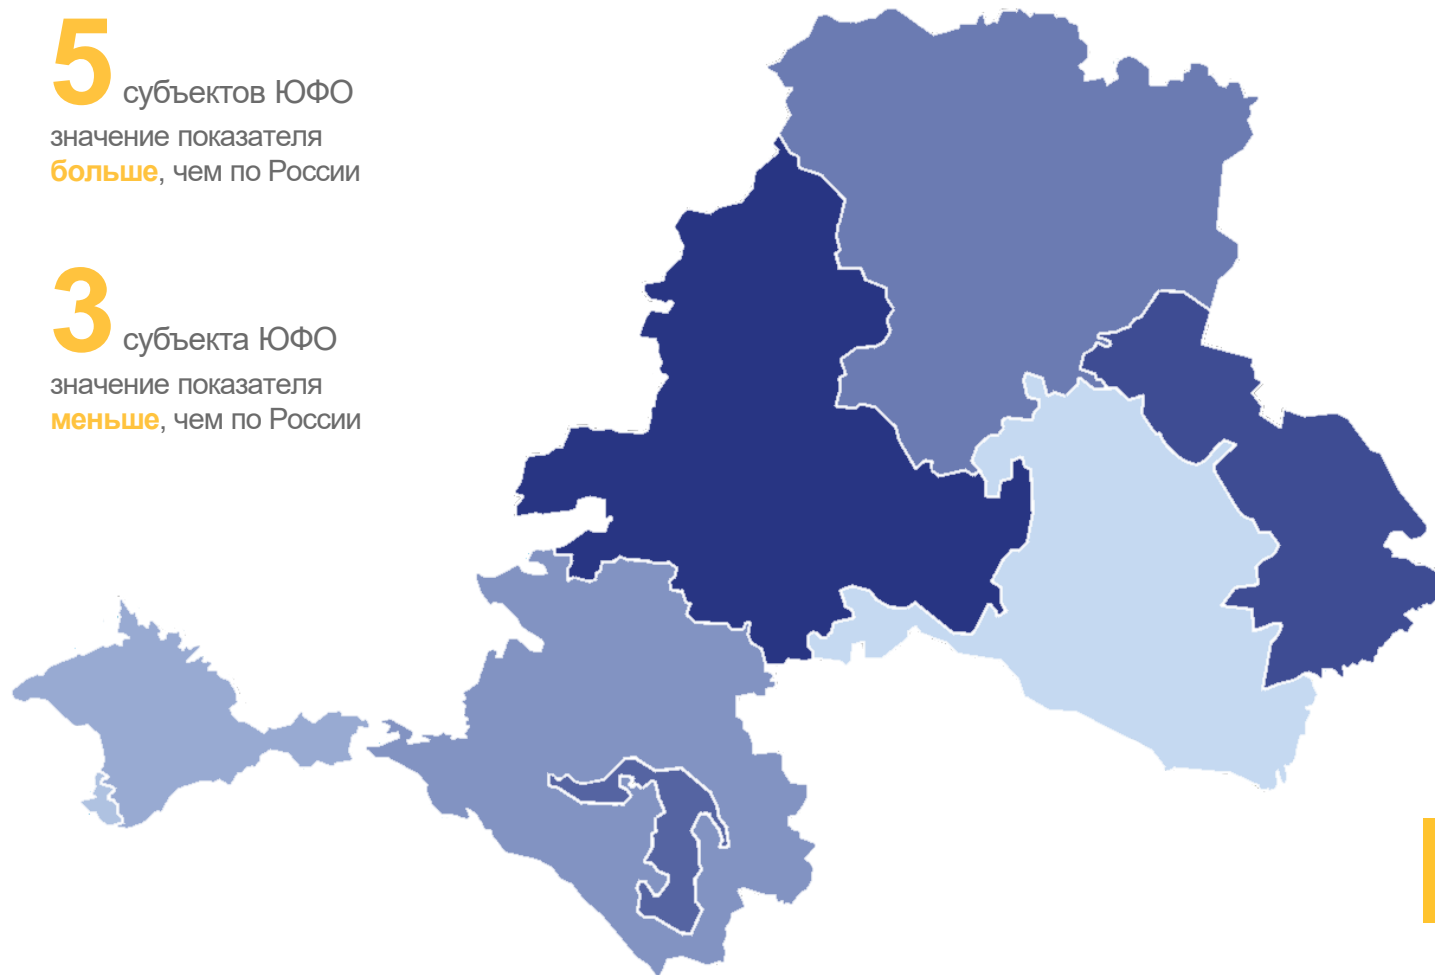 5 субъектов ЮФО
значение показателя
больше, чем по России
3 субъекта ЮФО
значение показателя
меньше, чем по России